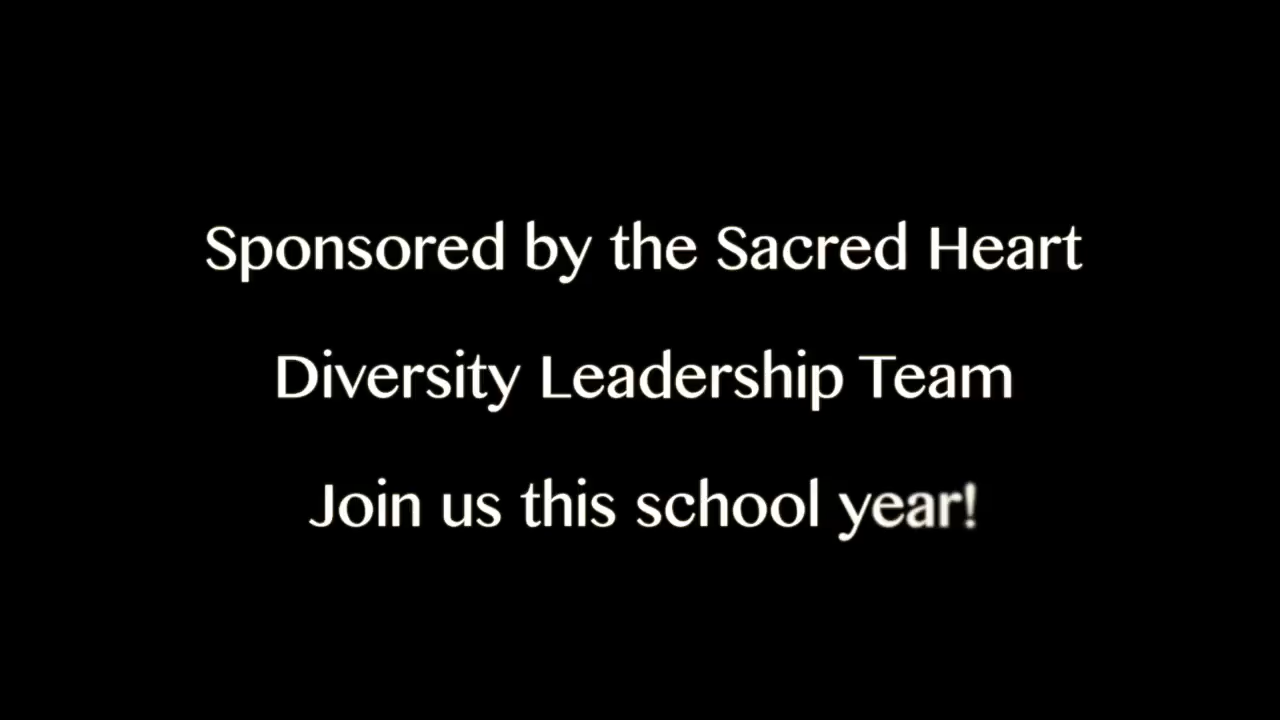 Sponsored by the Sacred Heart
Diversity Leadership Team
Join us this school year!